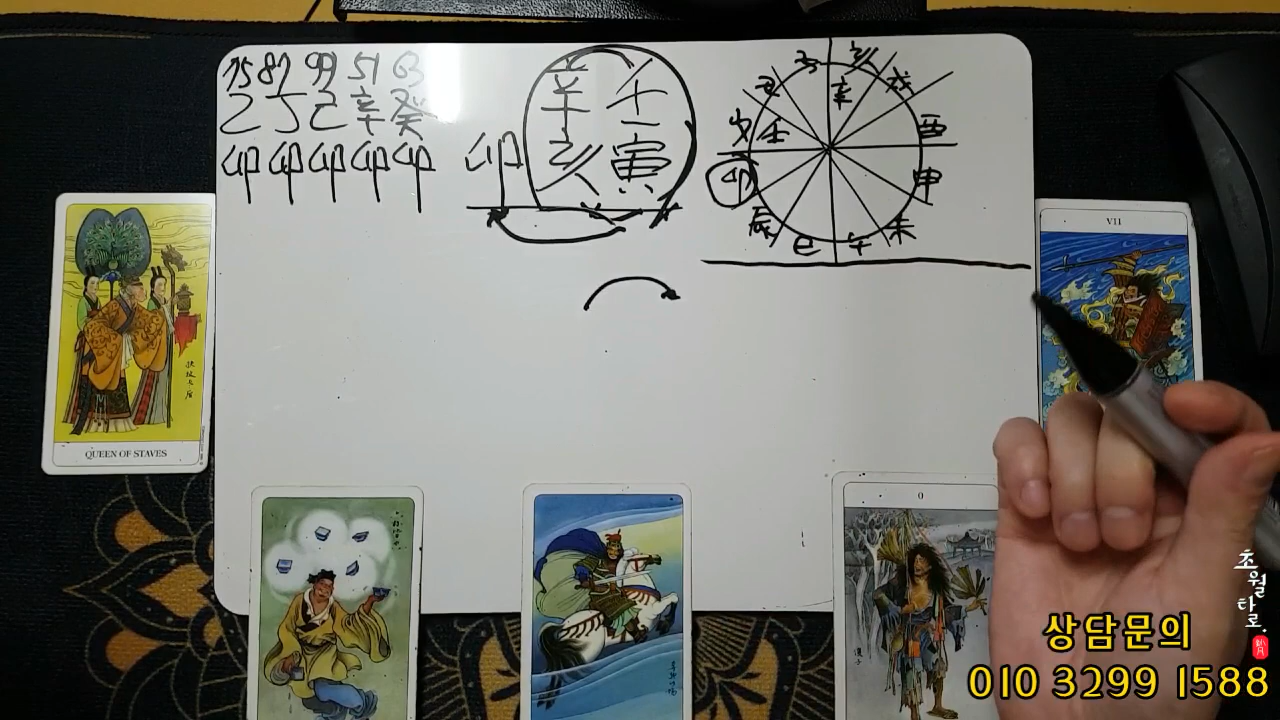 75 87 99 51 63
乙 丁 己 辛 癸
卯 卯 卯 卯 卯
卯
辛 壬
亥 寅
子 亥
丑 辛 戌
壬 酉
卯 申
辰 未
巳 午
QUEEN OF STAVES
VII
0
초월타로
상담문의
010 3299 1588